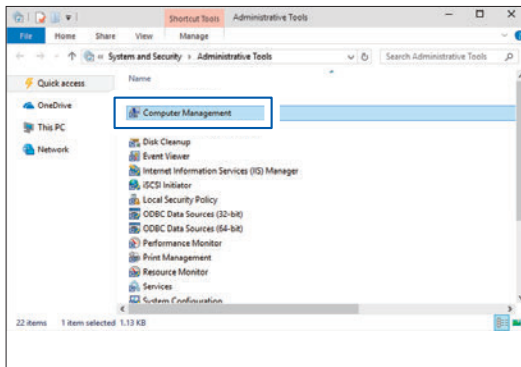 Shortcut Tools Administrative Tools
File Home Share View Manage
« System and Security › Administrative Tools Search Administrative Tools
Name
Quick access
OneDrive
This PC
Network
Computer Management
Disk Cleanup
Event Viewer
Internet Information Services (IIS) Manager
iSCSI Initiator
Local Security Policy
ODBC Data Sources (32-bit)
ODBC Data Sources (64-bit)
Performance Monitor
Print Management
Resource Monitor
Services
System Configuration
22 items 1 item selected 1.13 KB